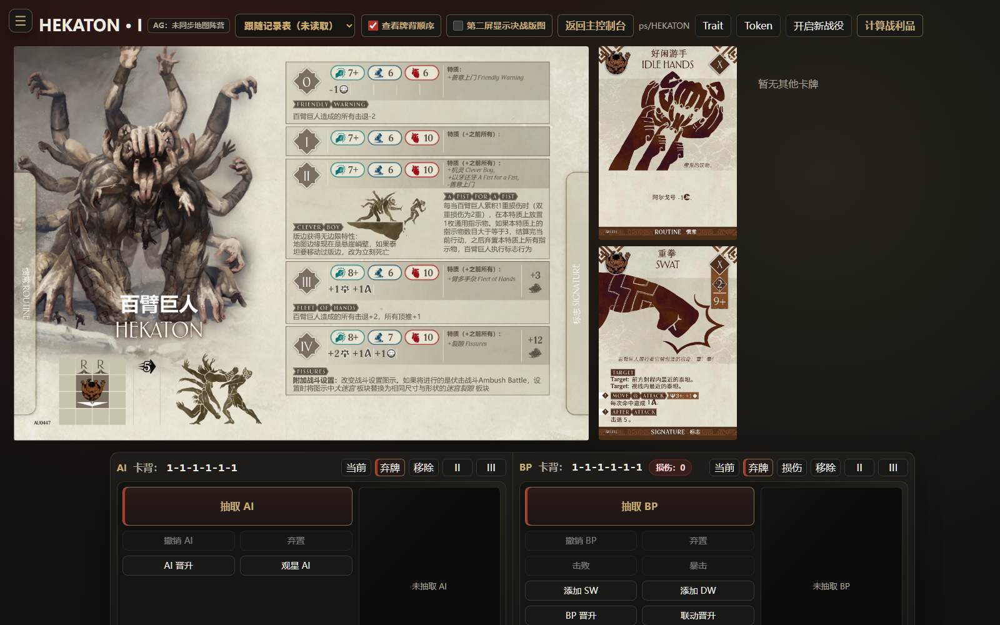 HEKATON • I
AG：未同步地图阵营
跟随记录表（未读取）
查看牌背顺序
第二屏显示决战版图
返回主控制台
ps/HEKATON
Trait
Token
开启新战役
计算战利品
惯常 ROUTINE
百臂巨人
HEKATON
R R
5
AU0447
0
7+
6
6
特质：
+善意上门 Friendly Warning
-1
FRIENDLY WARNING
百臂巨人造成的所有击退-2
I
7+
6
10
特质（+之前所有）：
II
7+
6
10
特质（+之前所有）：
+机灵 Clever Boy,
+以牙还牙 A Fist for a Fist,
-善意上门
CLEVER BOY
版边获得无边限特性：
地图边缘现在是悬崖峭壁，如果泰
坦要移动过版边，改为立刻死亡
A FIST FOR A FIST
每当百臂巨人累积1重损伤时（双
重损伤为2重），在本特质上放置
1枚通用指示物。如果本特质上的
指示物数目大于等于3，结算完当
前行动，之后弃置本特质上所有指
示物，百臂巨人执行标志行为
III
8+
6
10
特质（+之前所有）：
+臂多手杂 Fleet of Hands
+3
+1 +1
FLEET OF HANDS
百臂巨人造成的所有击退+2，所有顶推+1
IV
8+
7
10
特质（+之前所有）：
+裂隙 Fissures
+12
+2 +1 +1
FISSURES
附加战斗设置：改变战斗设置图示。如果将进行的是伏击战斗Ambush Battle，设
置时将图示中大迷宫 板块替换为相同尺寸与形状的迷宫裂隙 板块
标志 SIGNATURE
好闲游手
IDLE HANDS
X
魔鬼的玩物。
阿尔戈号 -1
ROUTINE 惯常
重拳
SWAT
X
2
9+
百臂巨人履行着它被创造的宿命：重！拳！
TARGET
Target: 前方射程内最近的泰坦。
Target: 视线内最近的泰坦。
MOVE & ATTACK 3+: +1
每次命中造成 1
AFTER ATTACK
击退 5 。
SIGNATURE 标志
暂无其他卡牌
AI 卡背： 1-1-1-1-1-1
当前
弃牌
移除
II
III
抽取 AI
撤销 AI
弃置
AI 晋升
观星 AI
未抽取 AI
BP 卡背： 1-1-1-1-1-1
损伤：0
当前
弃牌
损伤
移除
II
III
抽取 BP
撤销 BP
弃置
击败
暴击
添加 SW
添加 DW
BP 晋升
联动晋升
未抽取 BP